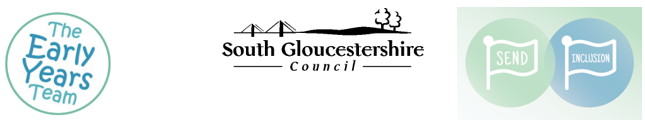 The
Early
Years
Team
South Gloucestershire
Council
SEND
INCLUSION